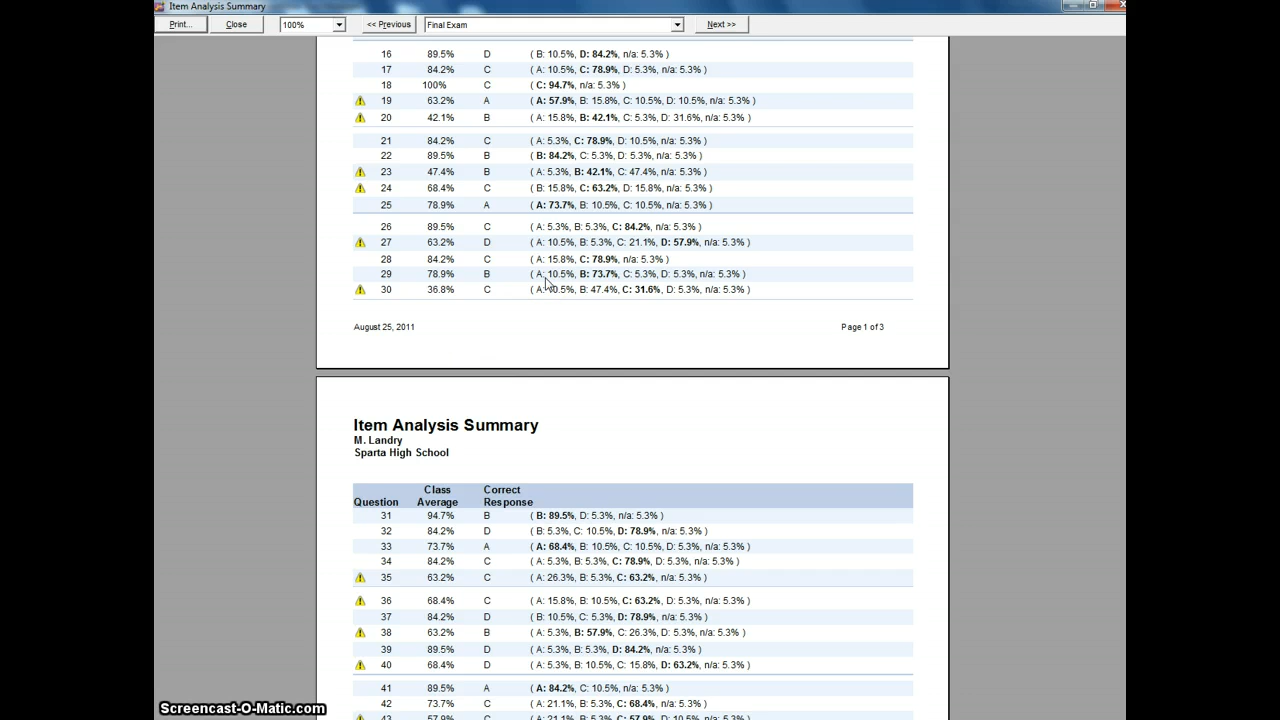 Item Analysis Summary
Print... Close 100% << Previous Final Exam Next >>
16 89.5% D ( B: 10.5%, D: 84.2%, n/a: 5.3% )
17 84.2% C ( A: 10.5%, C: 78.9%, D: 5.3%, n/a: 5.3% )
18 100% C ( C: 94.7%, n/a: 5.3% )
19 63.2% A ( A: 57.9%, B: 15.8%, C: 10.5%, D: 10.5%, n/a: 5.3% )
20 42.1% B ( A: 15.8%, B: 42.1%, C: 5.3%, D: 31.6%, n/a: 5.3% )
21 84.2% C ( A: 5.3%, C: 78.9%, D: 10.5%, n/a: 5.3% )
22 89.5% B ( B: 84.2%, C: 5.3%, D: 5.3%, n/a: 5.3% )
23 47.4% B ( A: 5.3%, B: 42.1%, C: 47.4%, n/a: 5.3% )
24 68.4% C ( B: 15.8%, C: 63.2%, D: 15.8%, n/a: 5.3% )
25 78.9% A ( A: 73.7%, B: 10.5%, C: 10.5%, n/a: 5.3% )
26 89.5% C ( A: 5.3%, B: 5.3%, C: 84.2%, n/a: 5.3% )
27 63.2% D ( A: 10.5%, B: 5.3%, C: 21.1%, D: 57.9%, n/a: 5.3% )
28 84.2% C ( A: 15.8%, C: 78.9%, n/a: 5.3% )
29 78.9% B ( A: 10.5%, B: 73.7%, C: 5.3%, D: 5.3%, n/a: 5.3% )
30 36.8% C ( A: 10.5%, B: 47.4%, C: 31.6%, D: 5.3%, n/a: 5.3% )
August 25, 2011 Page 1 of 3
Item Analysis Summary
M. Landry
Sparta High School
Class Correct
Question Average Response
31 94.7% B ( B: 89.5%, D: 5.3%, n/a: 5.3% )
32 84.2% D ( B: 5.3%, C: 10.5%, D: 78.9%, n/a: 5.3% )
33 73.7% A ( A: 68.4%, B: 10.5%, C: 10.5%, D: 5.3%, n/a: 5.3% )
34 84.2% C ( A: 5.3%, B: 5.3%, C: 78.9%, D: 5.3%, n/a: 5.3% )
35 63.2% C ( A: 26.3%, B: 5.3%, C: 63.2%, n/a: 5.3% )
36 68.4% C ( A: 15.8%, B: 10.5%, C: 63.2%, D: 5.3%, n/a: 5.3% )
37 84.2% D ( B: 10.5%, C: 5.3%, D: 78.9%, n/a: 5.3% )
38 63.2% B ( A: 5.3%, B: 57.9%, C: 26.3%, D: 5.3%, n/a: 5.3% )
39 89.5% D ( A: 5.3%, B: 5.3%, D: 84.2%, n/a: 5.3% )
40 68.4% D ( A: 5.3%, B: 10.5%, C: 15.8%, D: 63.2%, n/a: 5.3% )
41 89.5% A ( A: 84.2%, C: 10.5%, n/a: 5.3% )
42 73.7% C ( A: 21.1%, B: 5.3%, C: 68.4%, n/a: 5.3% )
43 57.9% C ( A: 21.1%, B: 5.3%, C: 57.9%, D: 10.5%, n/a: 5.3% )
Screencast-O-Matic.com